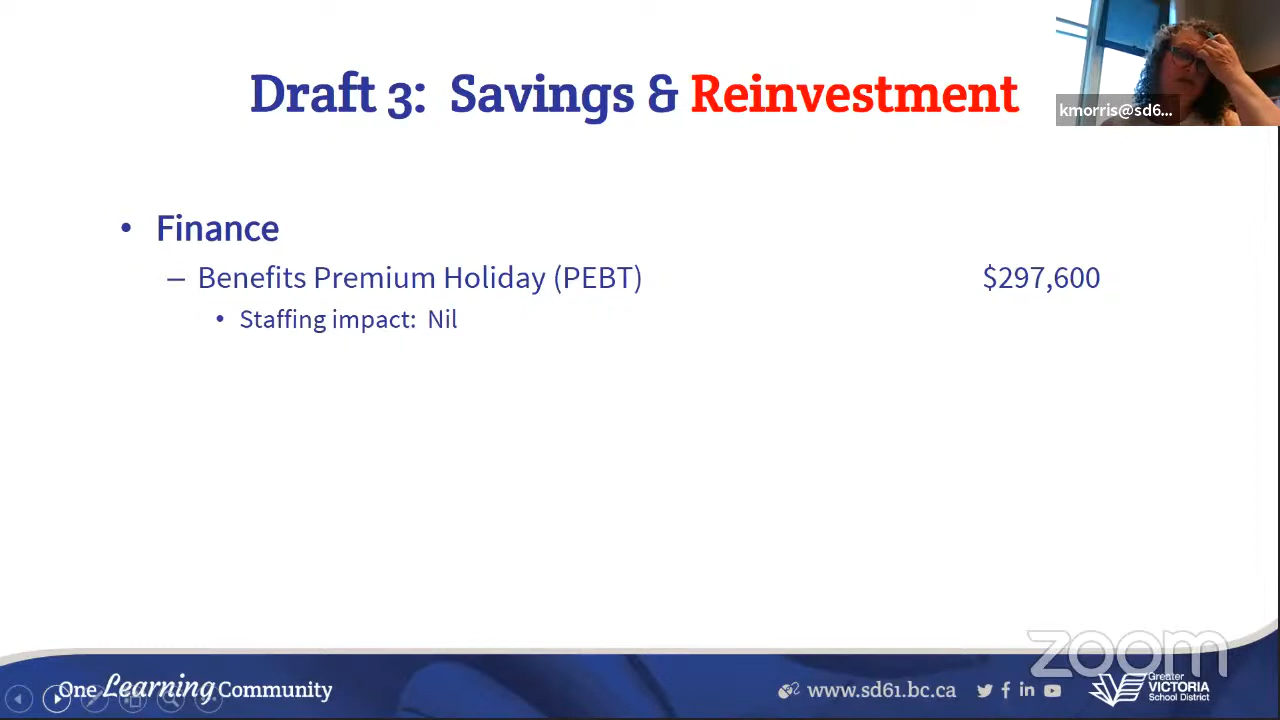 Draft 3: Savings & Reinvestment
kmorris@sd6...
• Finance
– Benefits Premium Holiday (PEBT) $297,600
• Staffing impact: Nil
zoom
One Learning Community
www.sd61.bc.ca
Greater
VICTORIA
School District